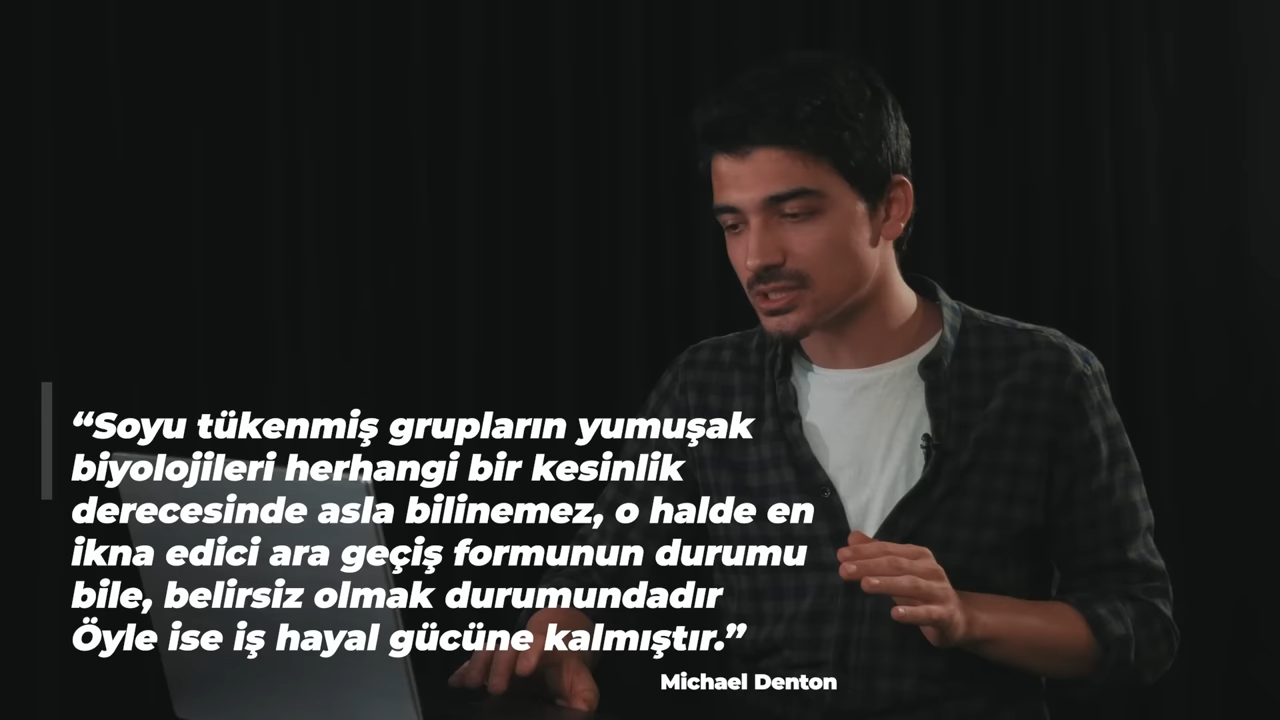 “Soyu tükenmiş grupların yumuşak
biyolojileri herhangi bir kesinlik
derecesinde asla bilinemez, o halde en
ikna edici ara geçiş formunun durumu
bile, belirsiz olmak durumundadır
Öyle ise iş hayal gücüne kalmıştır.”
Michael Denton